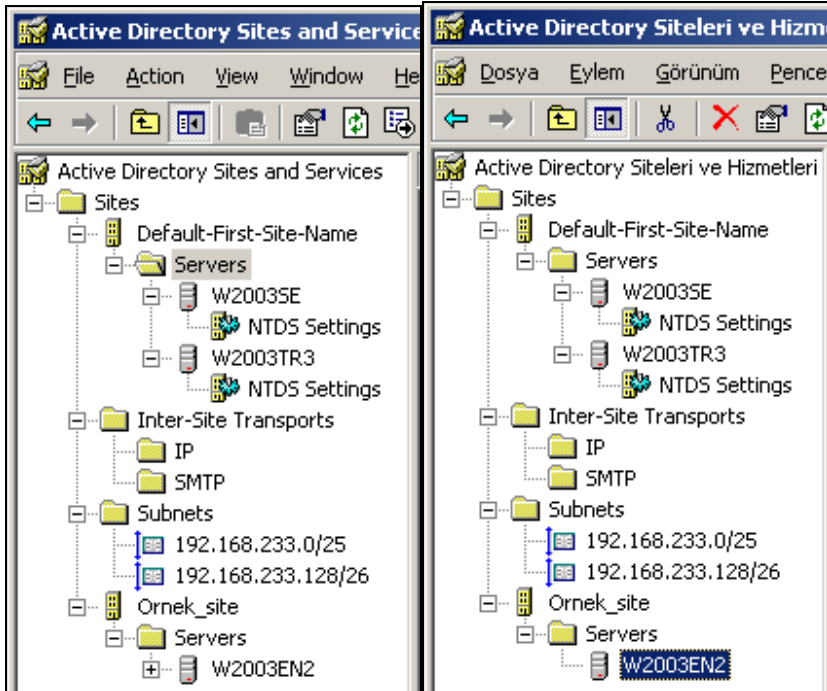 Active Directory Sites and Service
File Action View Window He
Active Directory Sites and Services
Sites
Default-First-Site-Name
Servers
W2003SE
NTDS Settings
W2003TR3
NTDS Settings
Inter-Site Transports
IP
SMTP
Subnets
192.168.233.0/25
192.168.233.128/26
Ornek_site
Servers
W2003EN2
Active Directory Siteleri ve Hizm
Dosya Eylem Görünüm Pence
Active Directory Siteleri ve Hizmetleri
Sites
Default-First-Site-Name
Servers
W2003SE
NTDS Settings
W2003TR3
NTDS Settings
Inter-Site Transports
IP
SMTP
Subnets
192.168.233.0/25
192.168.233.128/26
Ornek_site
Servers
W2003EN2